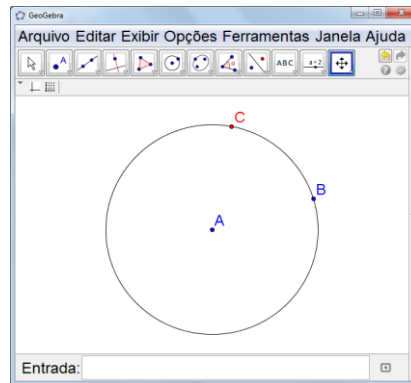 GeoGebra
Arquivo Editar Exibir Opções Ferramentas Janela Ajuda
A
ABC
a=2
C
B
A
Entrada: